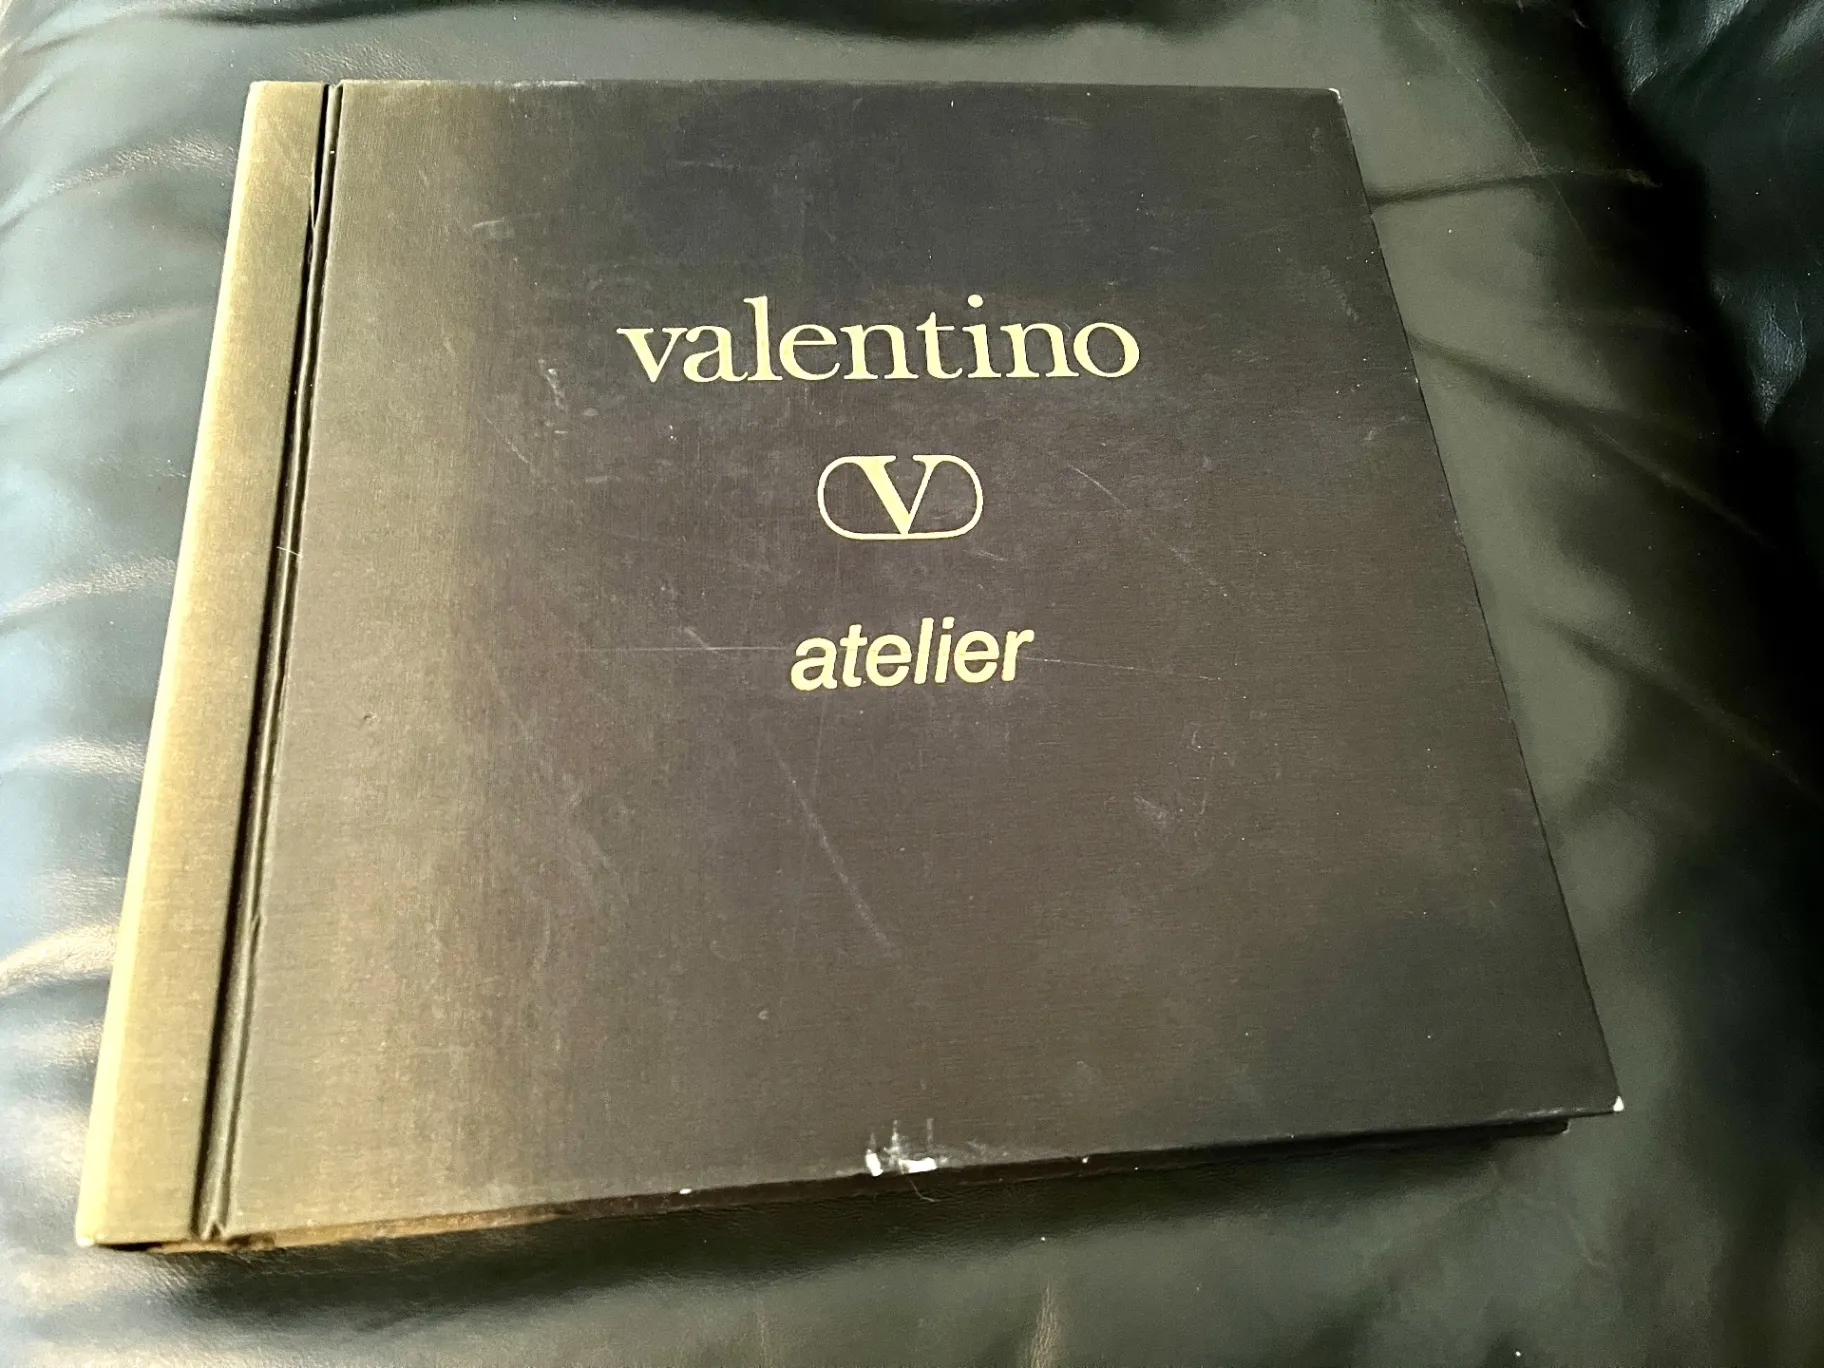 valentino
V
atelier